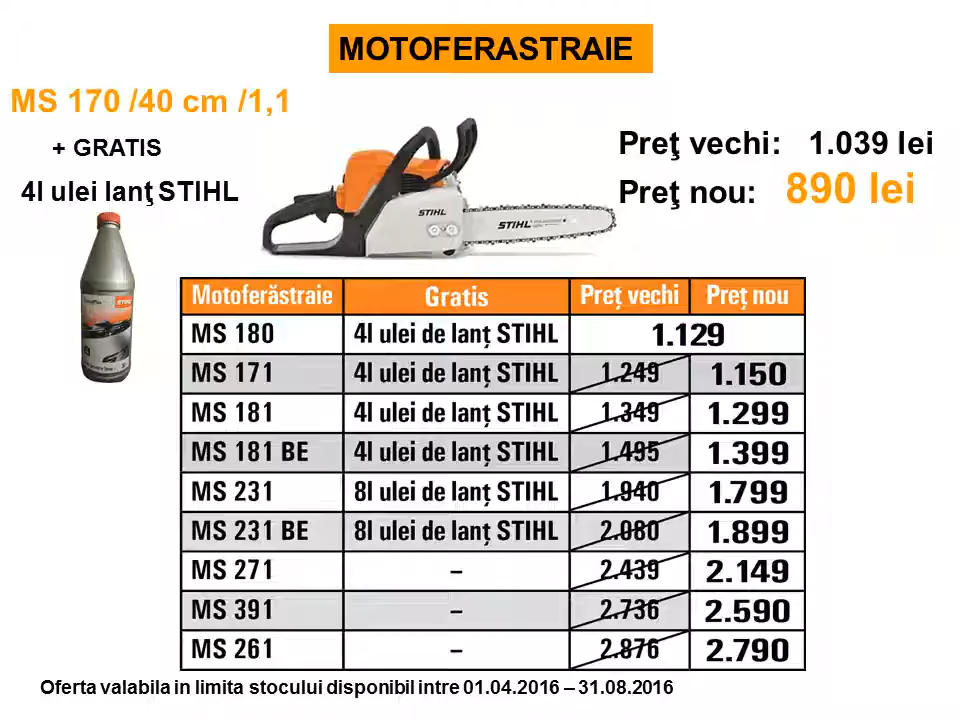 MOTOFERASTRAIE
MS 170 /40 cm /1,1
+ GRATIS
4l ulei lanţ STIHL
Preţ vechi: 1.039 lei
Preţ nou: 890 lei
STIHL
STIHL
STIHL
Motoferăstraie Gratis Preț vechi Preț nou
MS 180 4l ulei de lanț STIHL 1.129
MS 171 4l ulei de lanț STIHL 1.249 1.150
MS 181 4l ulei de lanț STIHL 1.349 1.299
MS 181 BE 4l ulei de lanț STIHL 1.495 1.399
MS 231 8l ulei de lanț STIHL 1.940 1.799
MS 231 BE 8l ulei de lanț STIHL 2.080 1.899
MS 271 – 2.439 2.149
MS 391 – 2.736 2.590
MS 261 – 2.876 2.790
Oferta valabila in limita stocului disponibil intre 01.04.2016 – 31.08.2016